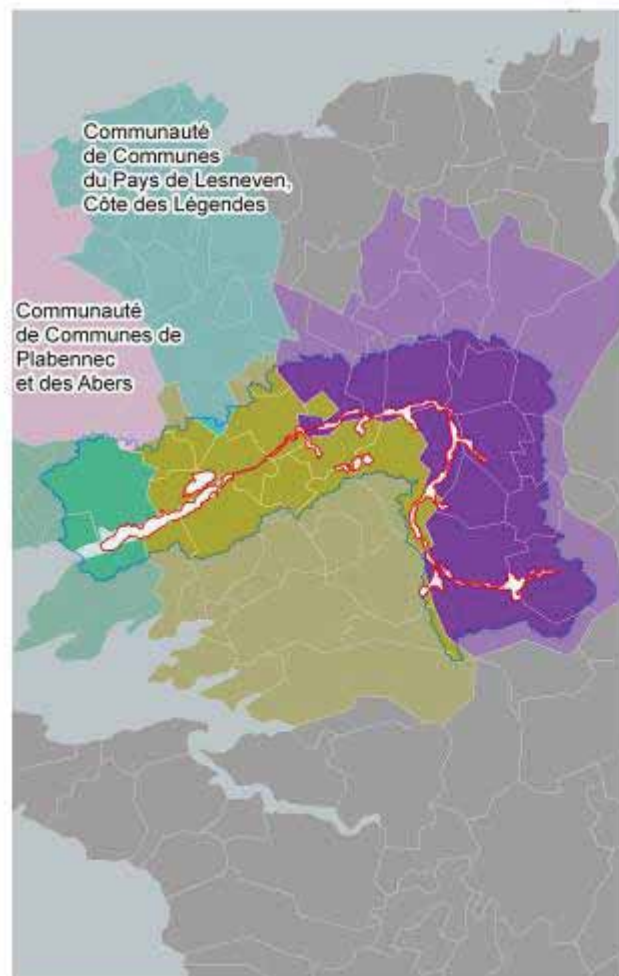 Communauté
de Communes
du Pays de Lesneven,
Côte des Légendes
Communauté
de Communes de
Plabennec
et des Abers